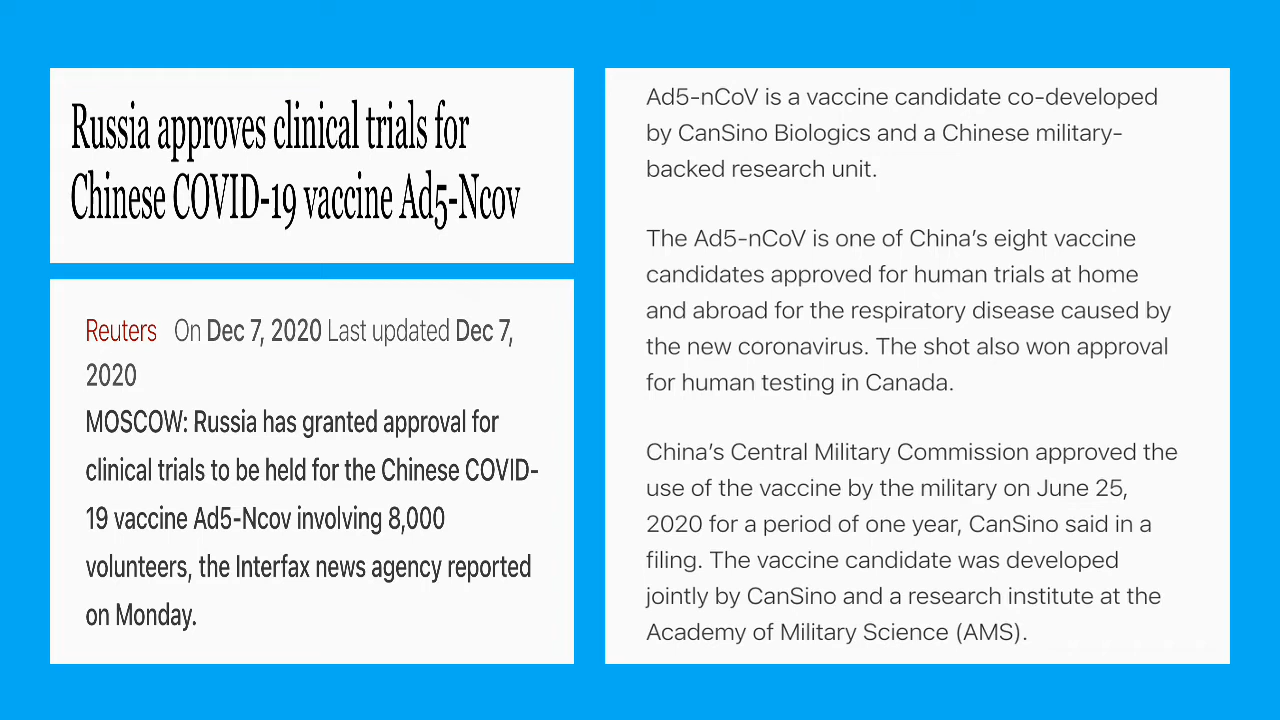 Russia approves clinical trials for
Chinese COVID-19 vaccine Ad5-Ncov
Reuters On Dec 7, 2020 Last updated Dec 7,
2020
MOSCOW: Russia has granted approval for
clinical trials to be held for the Chinese COVID-
19 vaccine Ad5-Ncov involving 8,000
volunteers, the Interfax news agency reported
on Monday.
Ad5-nCoV is a vaccine candidate co-developed
by CanSino Biologics and a Chinese military-
backed research unit.
The Ad5-nCoV is one of China’s eight vaccine
candidates approved for human trials at home
and abroad for the respiratory disease caused by
the new coronavirus. The shot also won approval
for human testing in Canada.
China’s Central Military Commission approved the
use of the vaccine by the military on June 25,
2020 for a period of one year, CanSino said in a
filing. The vaccine candidate was developed
jointly by CanSino and a research institute at the
Academy of Military Science (AMS).